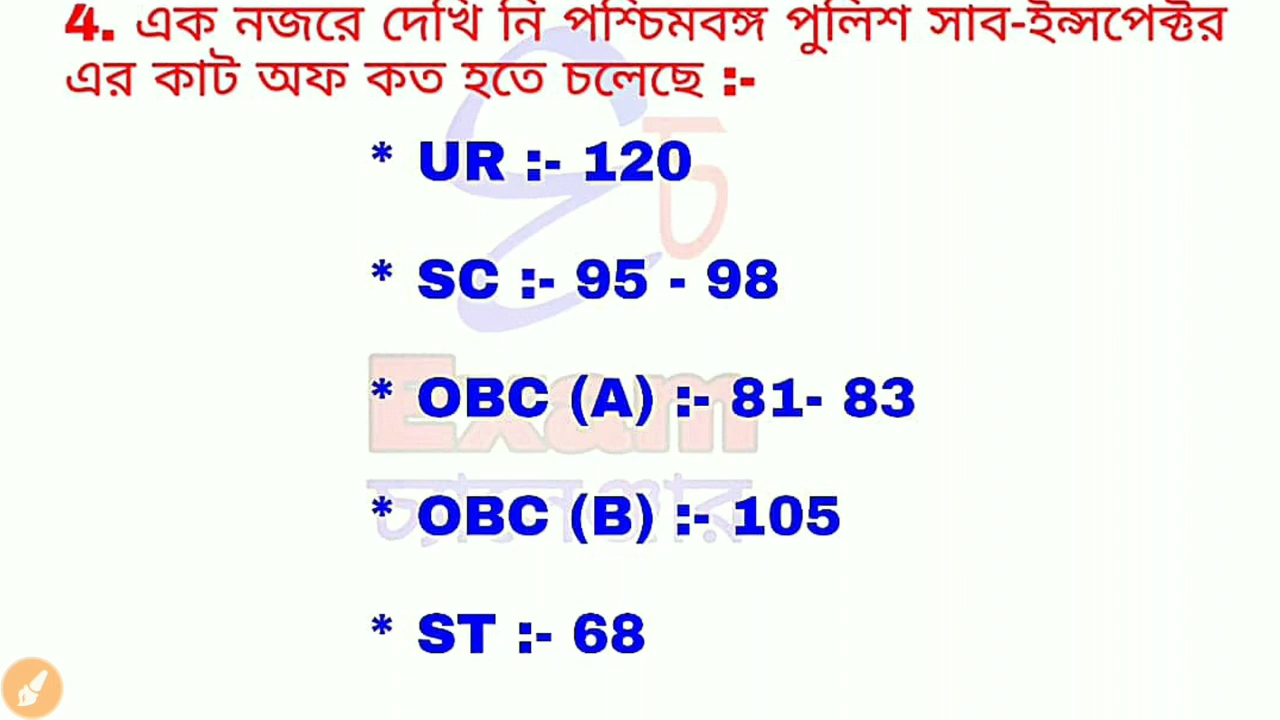 4. এক নজরে দেখি নি পশ্চিমবঙ্গ পুলিশ সাব-ইন্সপেক্টর
এর কাট অফ কত হতে চলেছে :-
* UR :- 120
* SC :- 95 - 98
* OBC (A) :- 81- 83
* OBC (B) :- 105
* ST :- 68
Exam